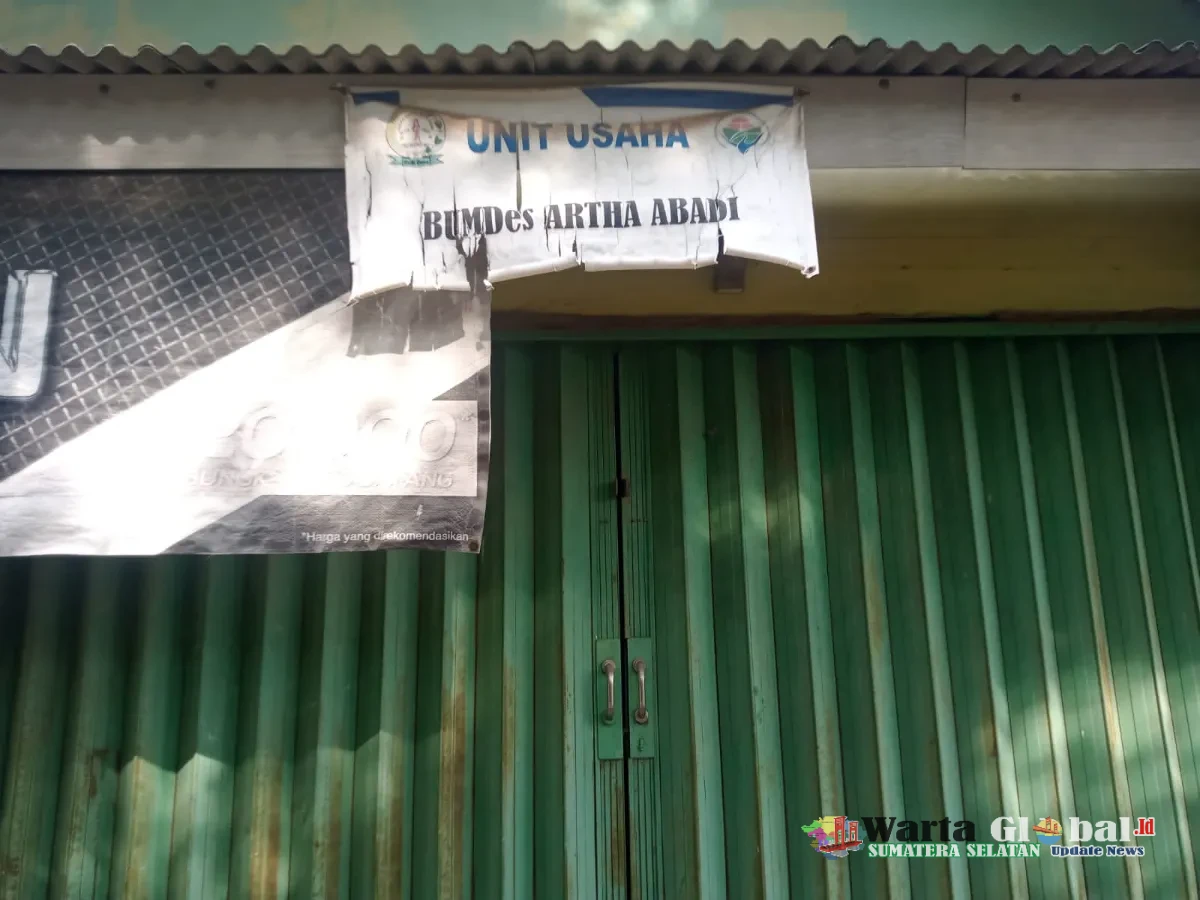 UNIT USAHA
BUMDes ARTHA ABADI
*Harga yang direkomendasikan
Warta Global.Id
SUMATERA SELATAN Update News